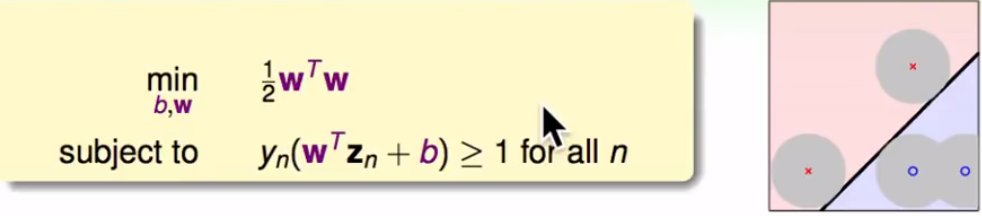 min ½wᵀw
b,w
subject to yₙ(wᵀzₙ + b) ≥ 1 for all n